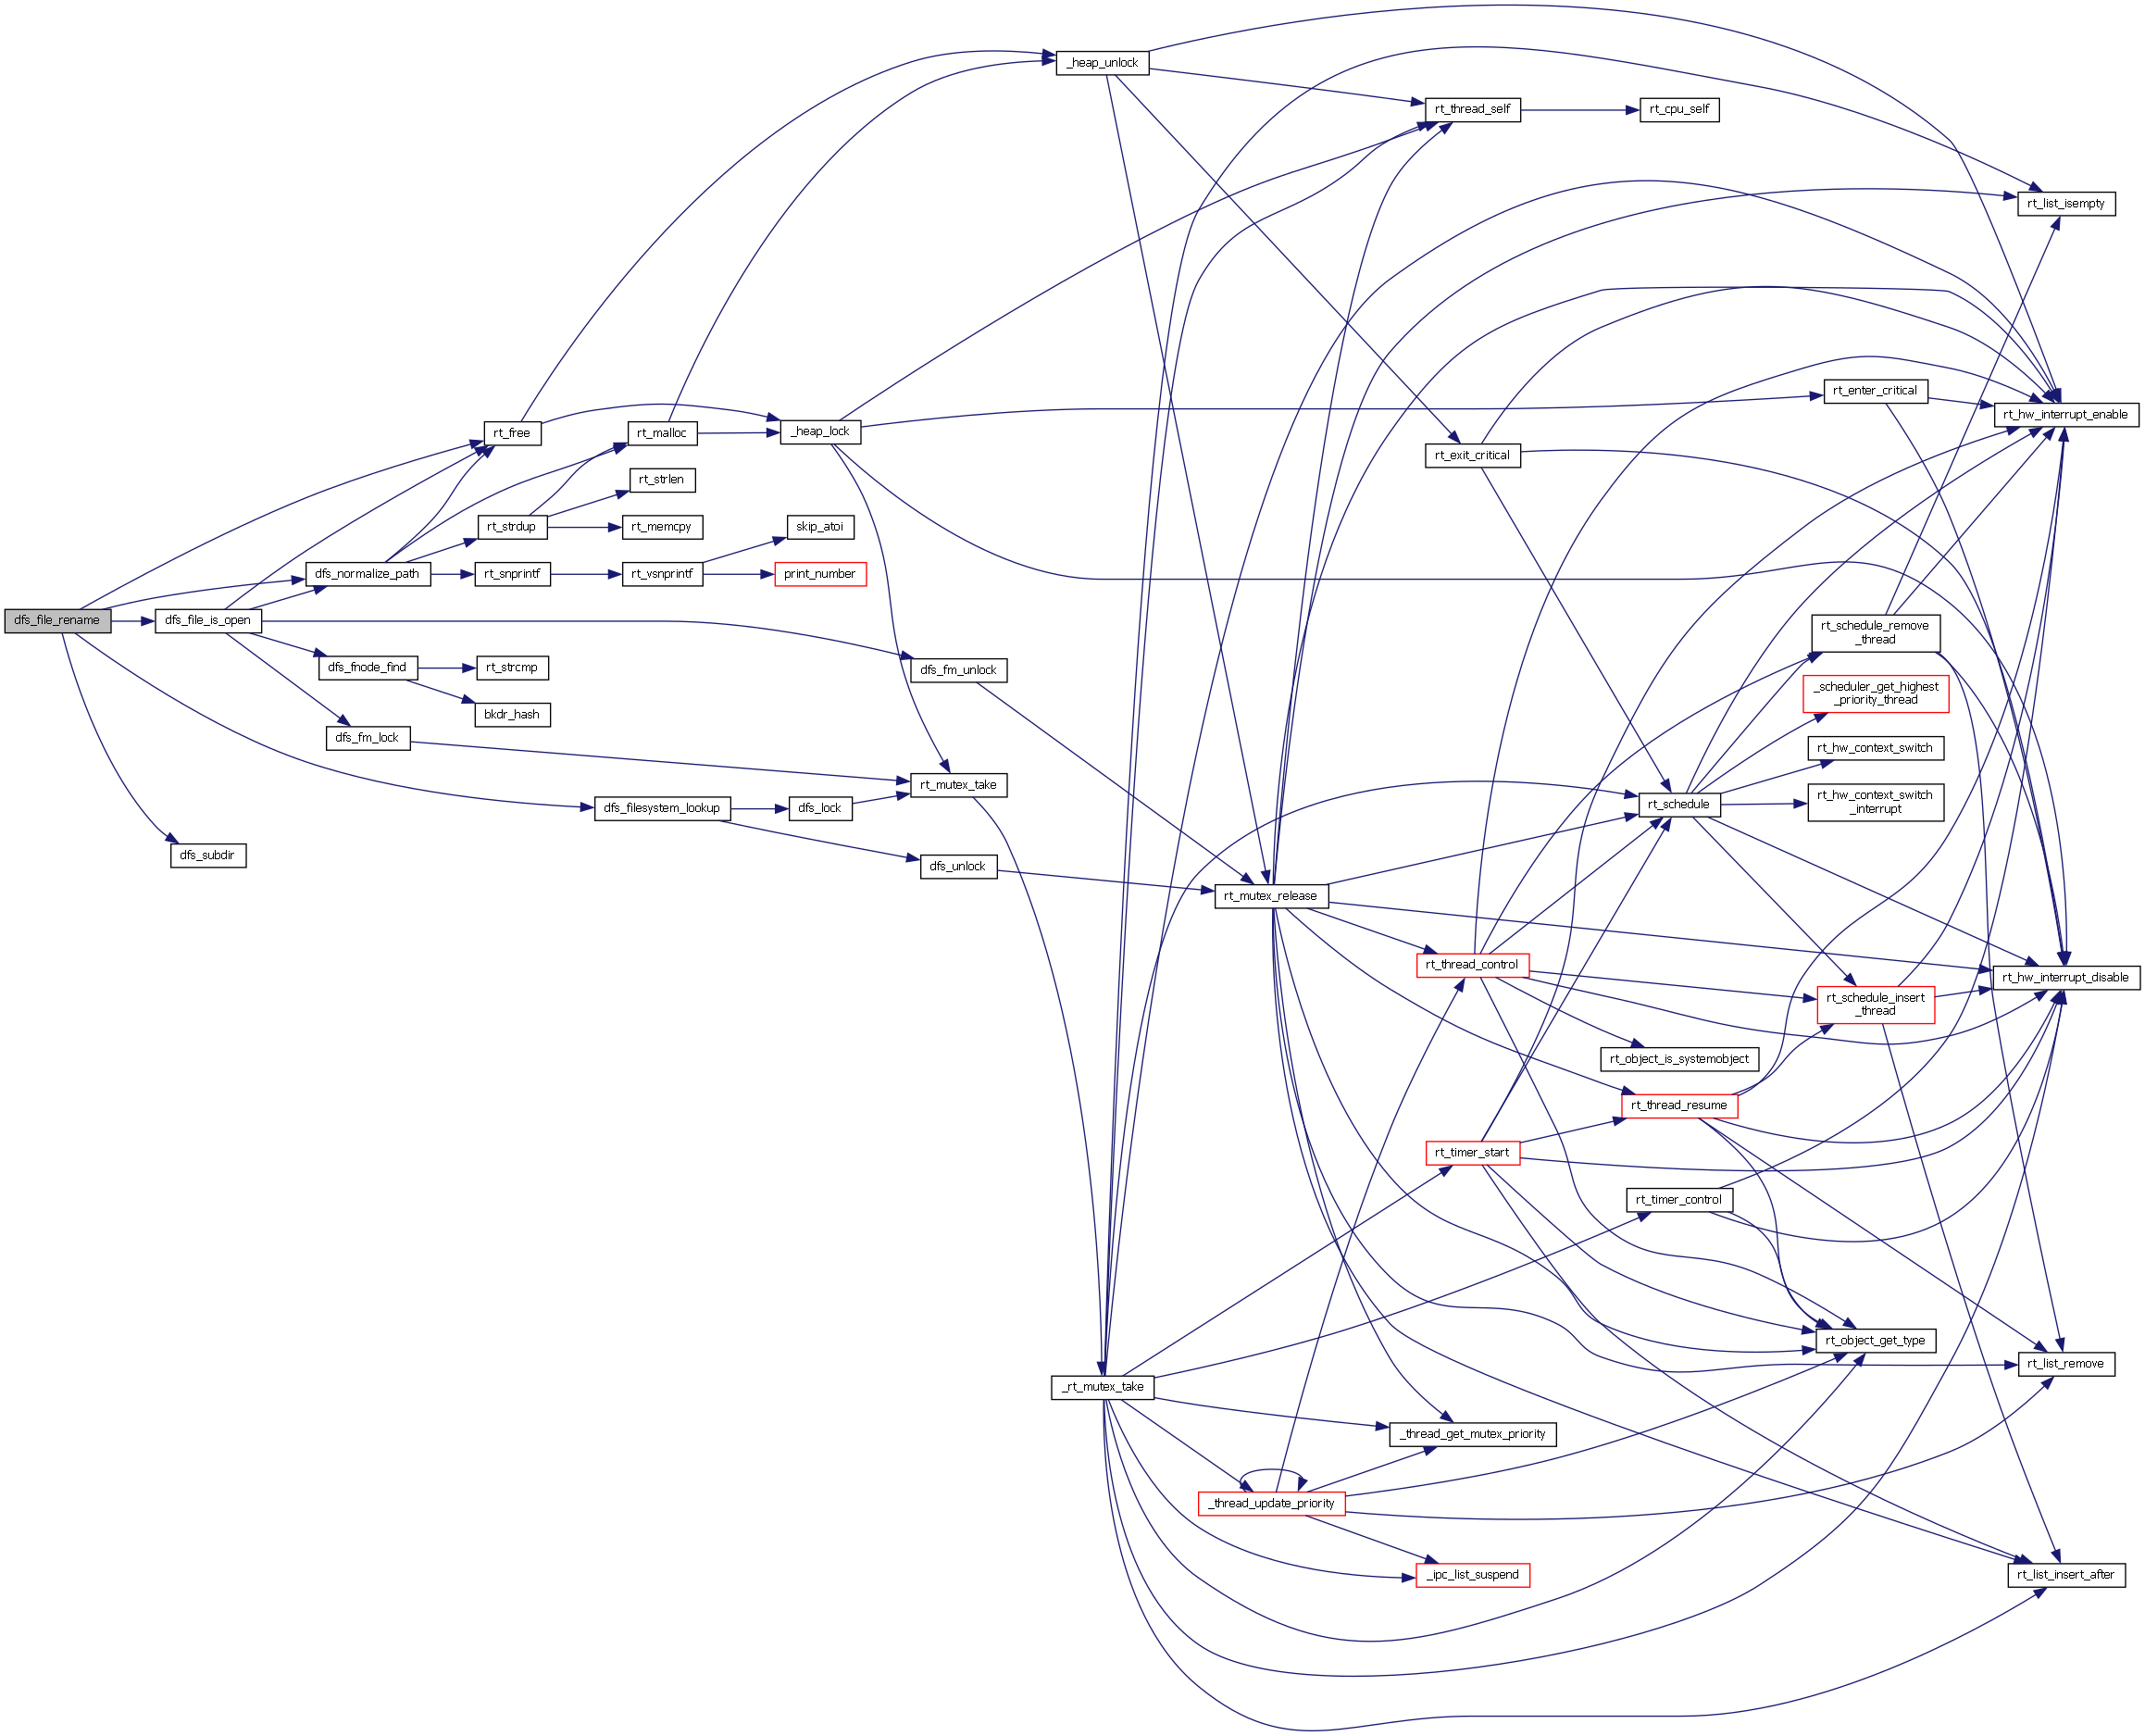 _heap_unlock
rt_thread_self
rt_cpu_self
rt_list_isempty
rt_enter_critical
rt_hw_interrupt_enable
rt_free
rt_malloc
_heap_lock
rt_exit_critical
rt_strlen
rt_strdup
rt_memcpy
skip_atoi
dfs_normalize_path
rt_snprintf
rt_vsnprintf
print_number
dfs_file_rename
dfs_file_is_open
rt_schedule_remove
_thread
dfs_fnode_find
rt_strcmp
dfs_fm_unlock
_scheduler_get_highest
_priority_thread
bkdr_hash
dfs_fm_lock
rt_hw_context_switch
rt_mutex_take
rt_hw_context_switch
_interrupt
dfs_filesystem_lookup
dfs_lock
rt_schedule
dfs_subdir
dfs_unlock
rt_mutex_release
rt_thread_control
rt_hw_interrupt_disable
rt_schedule_insert
_thread
rt_object_is_systemobject
rt_thread_resume
rt_timer_start
rt_timer_control
rt_object_get_type
rt_list_remove
_rt_mutex_take
_thread_get_mutex_priority
_thread_update_priority
_ipc_list_suspend
rt_list_insert_after